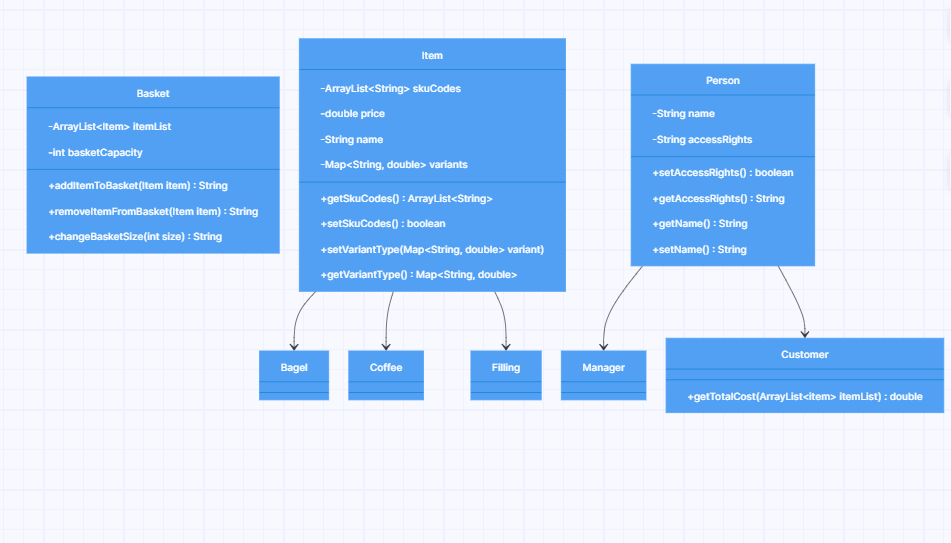 Basket
-ArrayList<Item> itemList
-int basketCapacity
+addItemToBasket(Item item) : String
+removeItemFromBasket(Item item) : String
+changeBasketSize(int size) : String
Item
-ArrayList<String> skuCodes
-double price
-String name
-Map<String, double> variants
+getSkuCodes() : ArrayList<String>
+setSkuCodes() : boolean
+setVariantType(Map<String, double> variant)
+getVariantType() : Map<String, double>
Person
-String name
-String accessRights
+setAccessRights() : boolean
+getAccessRights() : String
+getName() : String
+setName() : String
Bagel
Coffee
Filling
Manager
Customer
+getTotalCost(ArrayList<item> itemList) : double